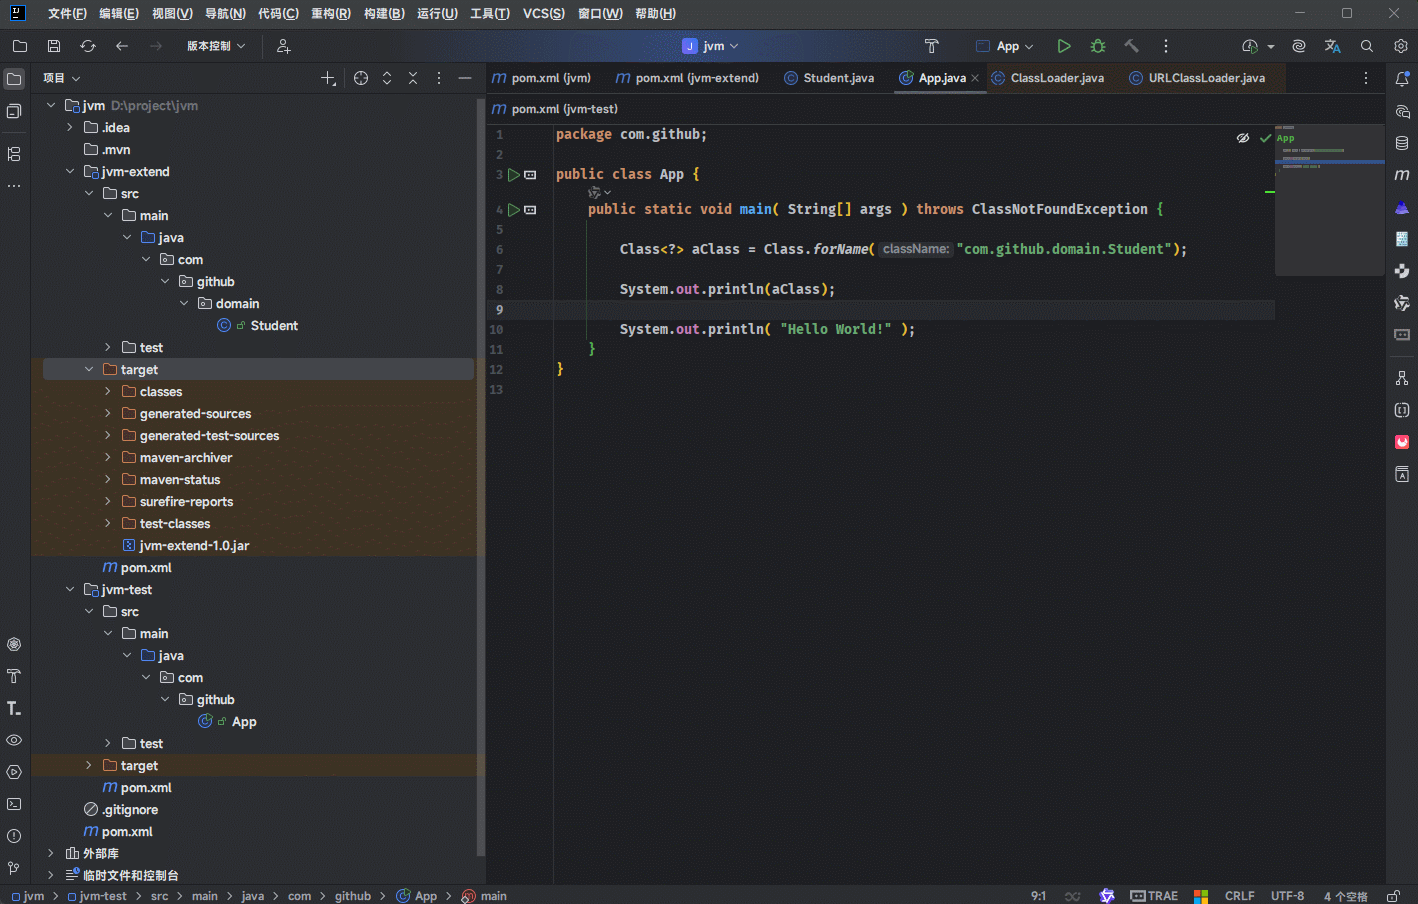 文件(F) 编辑(E) 视图(V) 导航(N) 代码(C) 重构(R) 构建(B) 运行(U) 工具(T) VCS(S) 窗口(W) 帮助(H)
版本控制 J jvm App
项目
jvm D:\project\jvm
.idea
.mvn
jvm-extend
src
main
java
com
github
domain
Student
test
target
classes
generated-sources
generated-test-sources
maven-archiver
maven-status
surefire-reports
test-classes
jvm-extend-1.0.jar
pom.xml
jvm-test
src
main
java
com
github
App
test
target
pom.xml
.gitignore
pom.xml
外部库
临时文件和控制台
pom.xml (jvm) pom.xml (jvm-extend) Student.java App.java ClassLoader.java URLClassLoader.java
pom.xml (jvm-test)
1 package com.github;
2
3 public class App {
4 public static void main( String[] args ) throws ClassNotFoundException {
5
6 Class<?> aClass = Class.forName( className: "com.github.domain.Student");
7
8 System.out.println(aClass);
9
10 System.out.println( "Hello World!" );
11 }
12 }
13
App
jvm > jvm-test > src > main > java > com > github > App > main
9:1 TRAE CRLF UTF-8 4 个空格